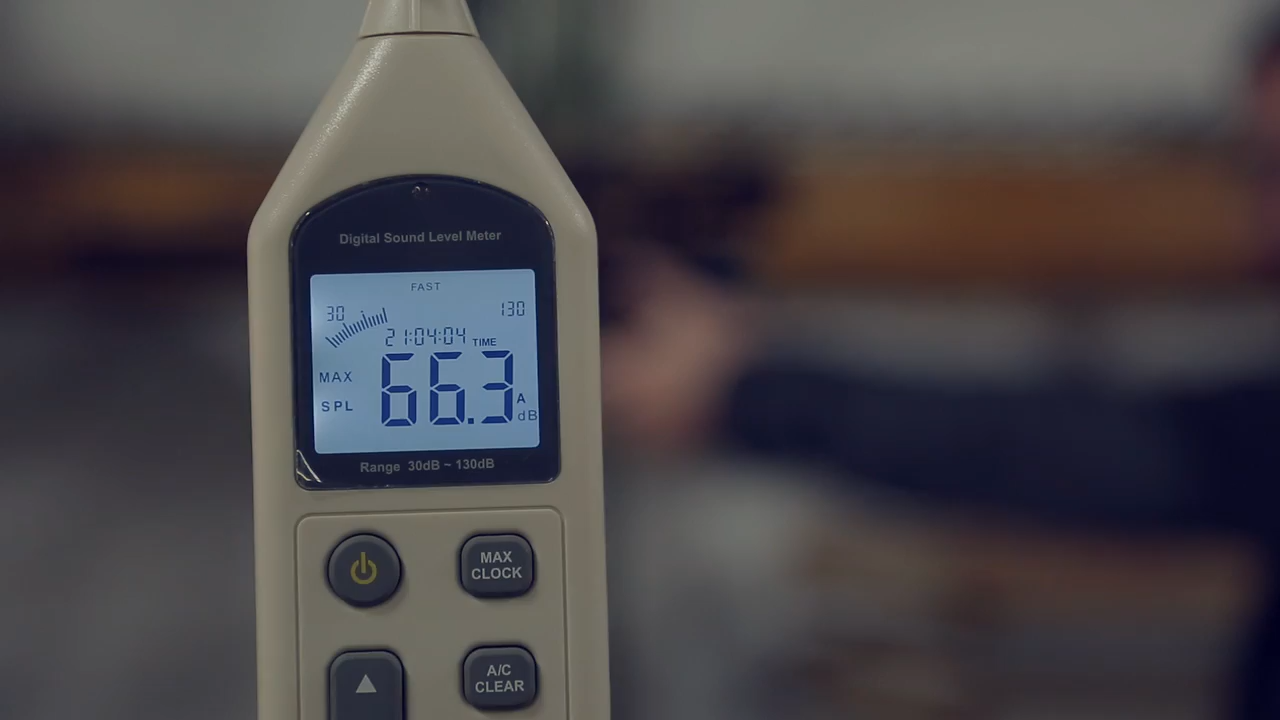 Digital Sound Level Meter
FAST
30 130
21:04:04 TIME
MAX 66.3 A
SPL dB
Range 30dB ~ 130dB
MAX
CLOCK
A/C
CLEAR